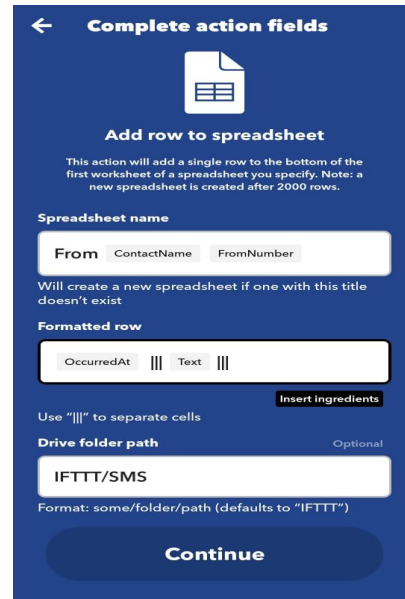 Complete action fields
Add row to spreadsheet
This action will add a single row to the bottom of the
first worksheet of a spreadsheet you specify. Note: a
new spreadsheet is created after 2000 rows.
Spreadsheet name
From ContactName FromNumber
Will create a new spreadsheet if one with this title
doesn't exist
Formatted row
OccurredAt ||| Text |||
Insert ingredients
Use "|||" to separate cells
Drive folder path Optional
IFTTT/SMS
Format: some/folder/path (defaults to "IFTTT")
Continue